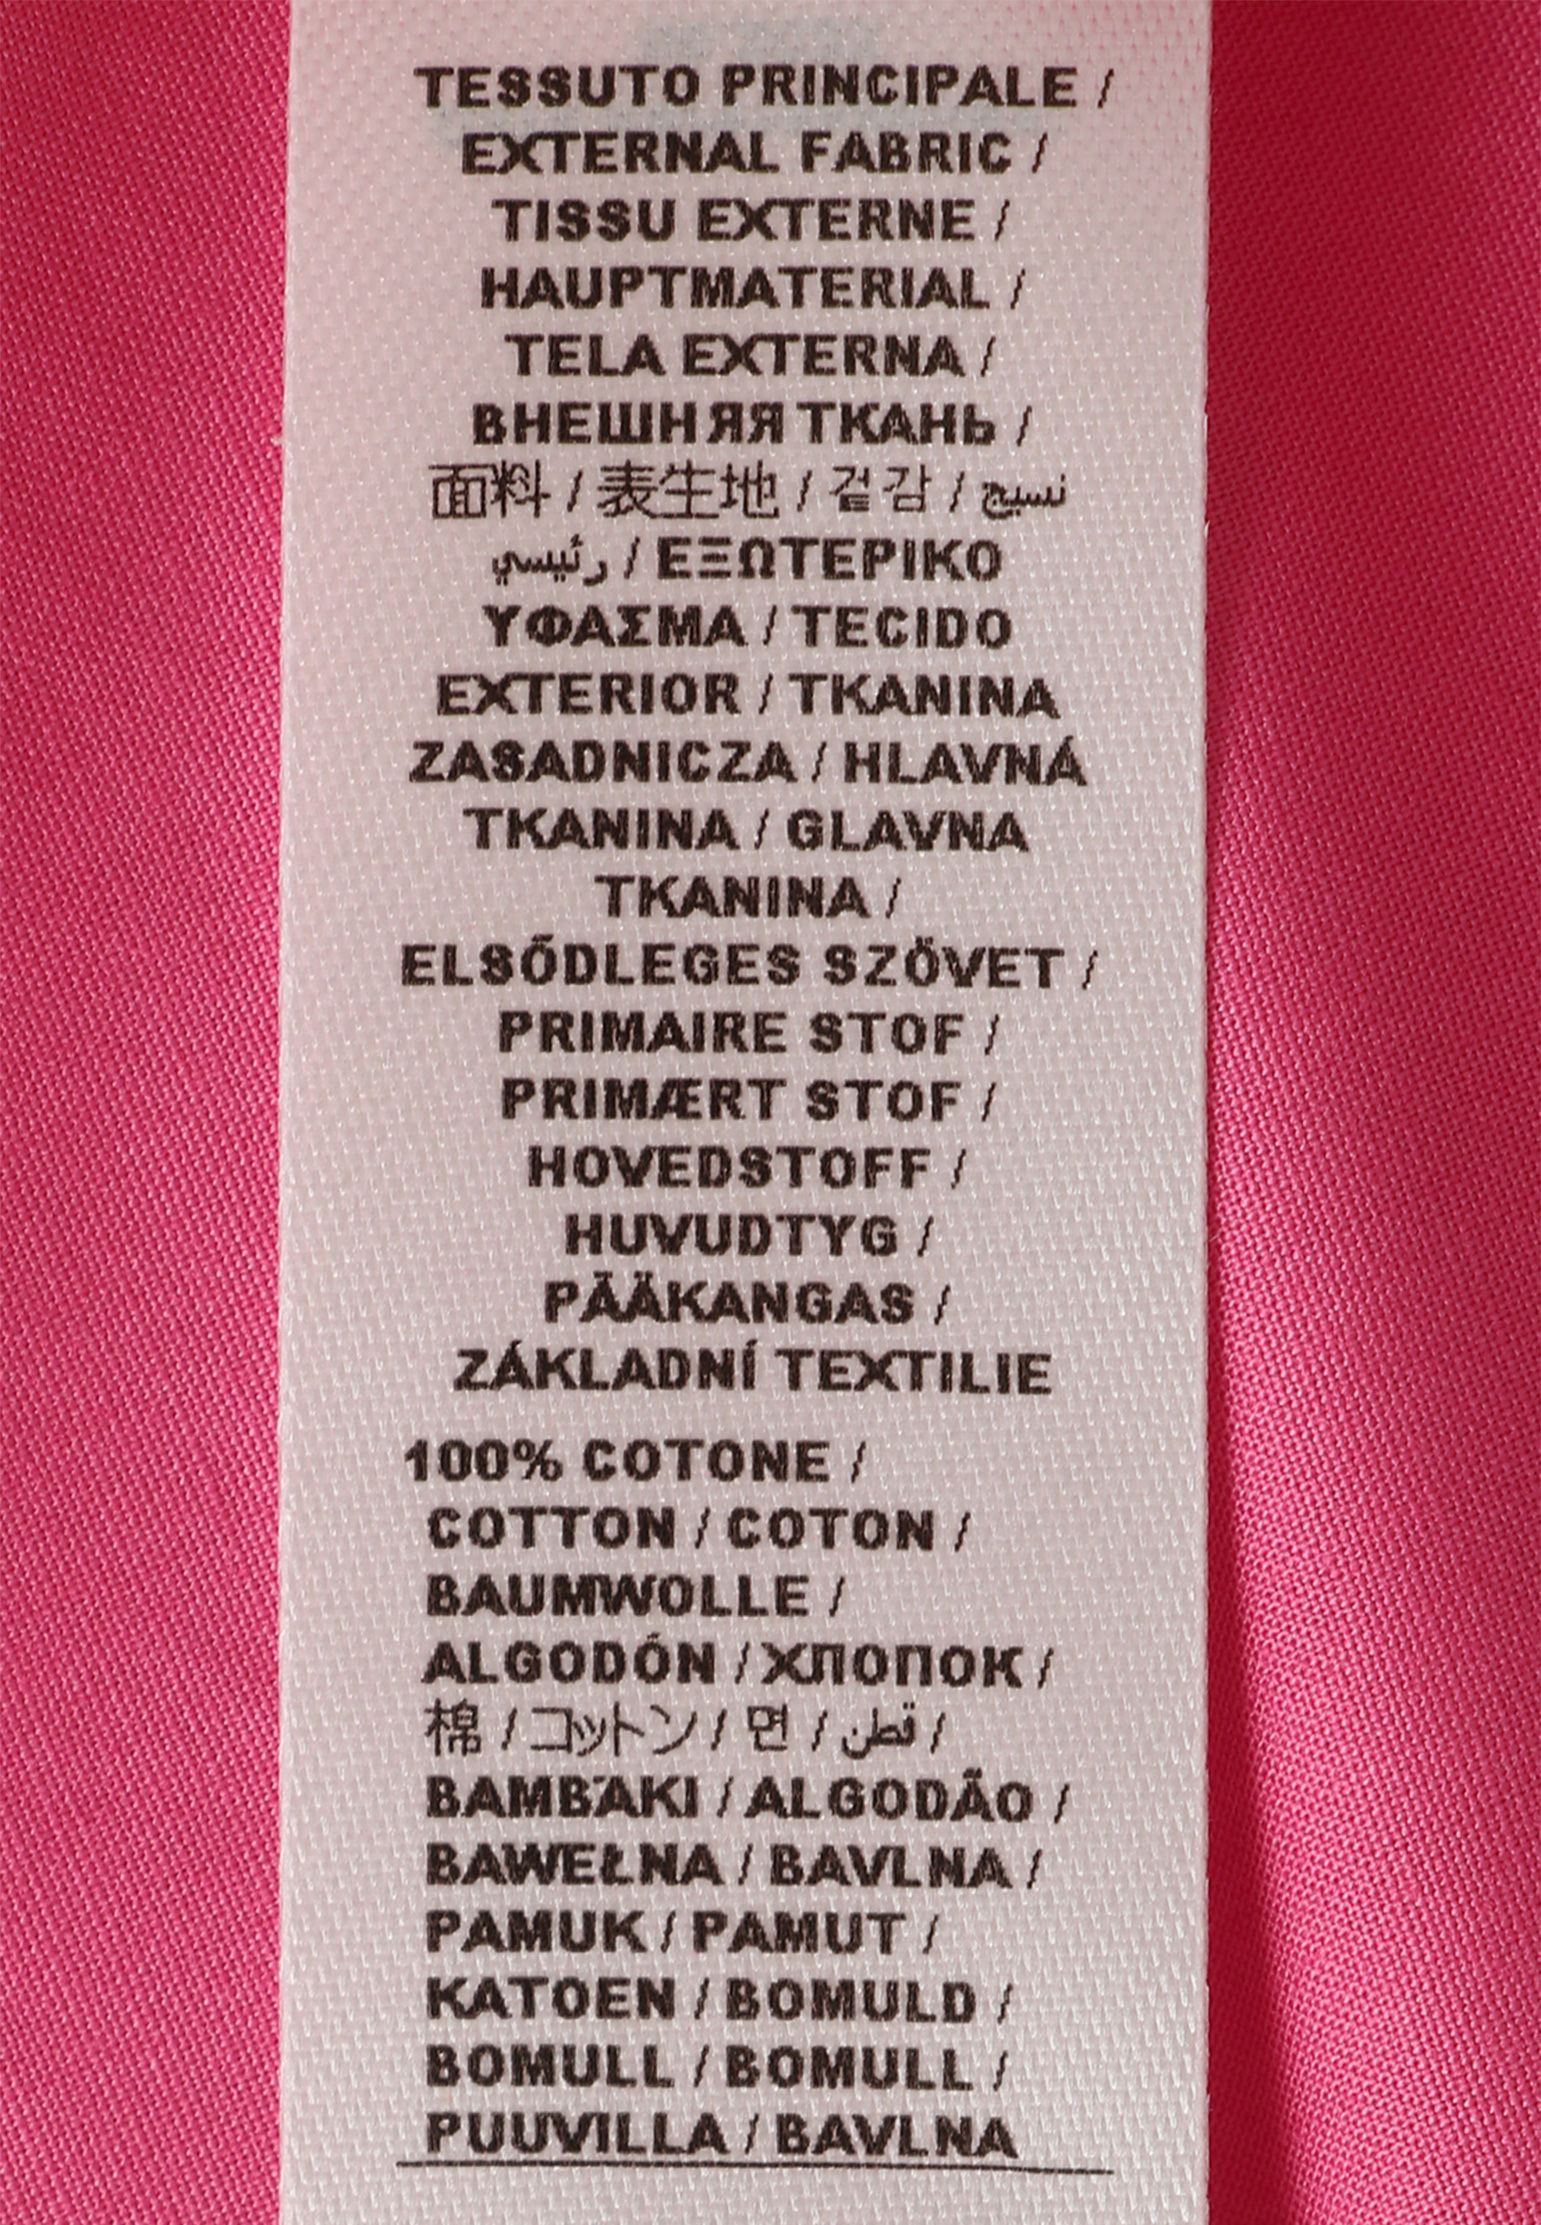 TESSUTO PRINCIPALE /
EXTERNAL FABRIC /
TISSU EXTERNE /
HAUPTMATERIAL /
TELA EXTERNA /
ВНЕШНЯЯ ТКАНЬ /
面料 / 表生地 / 겉감 / نسيج
رئيسي / ΕΞΩΤΕΡΙΚΟ
ΥΦΑΣΜΑ / TECIDO
EXTERIOR / TKANINA
ZASADNICZA / HLAVNÁ
TKANINA / GLAVNA
TKANINA /
ELSŐDLEGES SZÖVET /
PRIMAIRE STOF /
PRIMÆRT STOF /
HOVEDSTOFF /
HUVUDTYG /
PÄÄKANGAS /
ZÁKLADNÍ TEXTILIE
100% COTONE /
COTTON / COTON /
BAUMWOLLE /
ALGODÓN / ХЛОПОК /
棉 / コットン / 면 / قطن /
ΒΑΜΒΆΚΙ / ALGODÃO /
BAWEŁNA / BAVLNA /
PAMUK / PAMUT /
KATOEN / BOMULD /
BOMULL / BOMULL /
PUUVILLA / BAVLNA